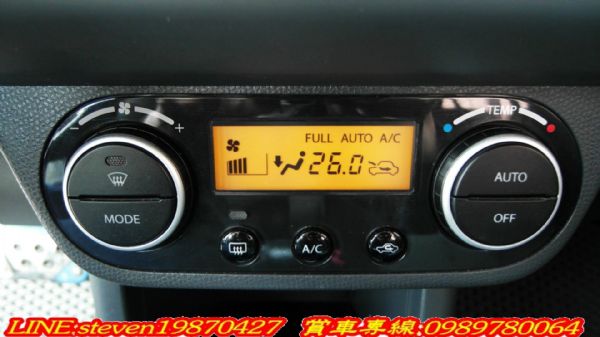 TEMP
FULL AUTO A/C
26.0
AUTO
OFF
MODE
A/C
LINE:steven19870427 賞車專線:0989780064